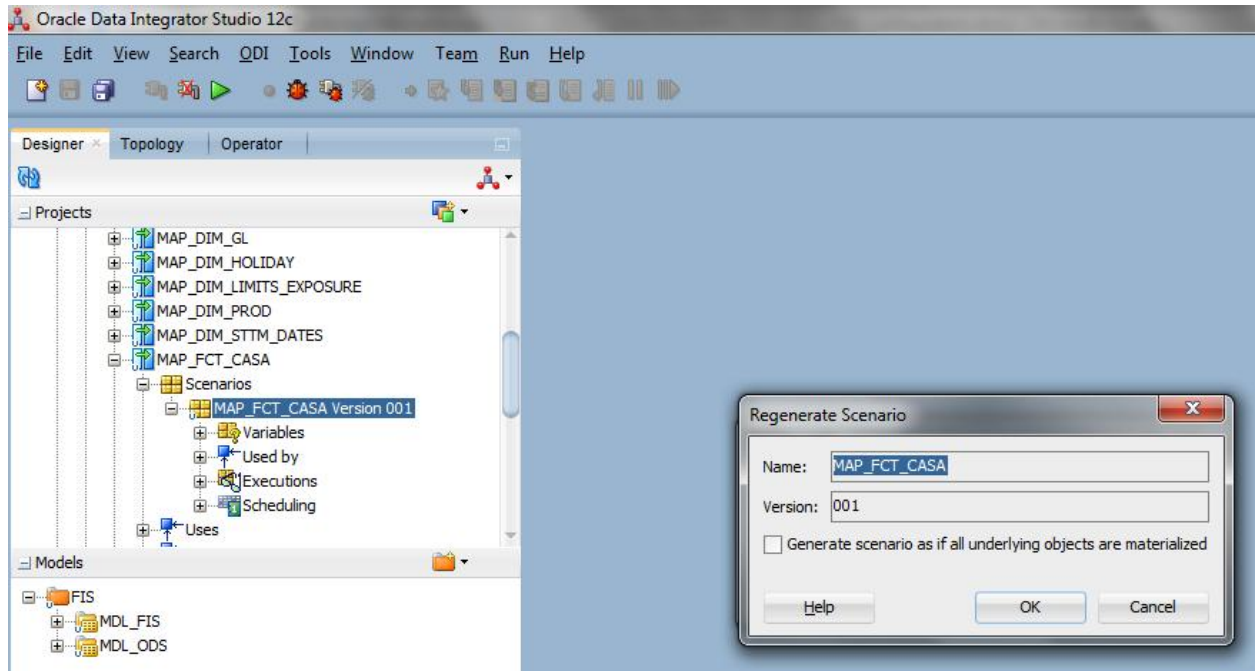 Oracle Data Integrator Studio 12c
File Edit View Search ODI Tools Window Team Run Help
Designer Topology Operator
Projects
MAP_DIM_GL
MAP_DIM_HOLIDAY
MAP_DIM_LIMITS_EXPOSURE
MAP_DIM_PROD
MAP_DIM_STTM_DATES
MAP_FCT_CASA
Scenarios
MAP_FCT_CASA Version 001
Variables
Used by
Executions
Scheduling
Uses
Models
FIS
MDL_FIS
MDL_ODS
Regenerate Scenario
Name: MAP_FCT_CASA
Version: 001
Generate scenario as if all underlying objects are materialized
Help OK Cancel